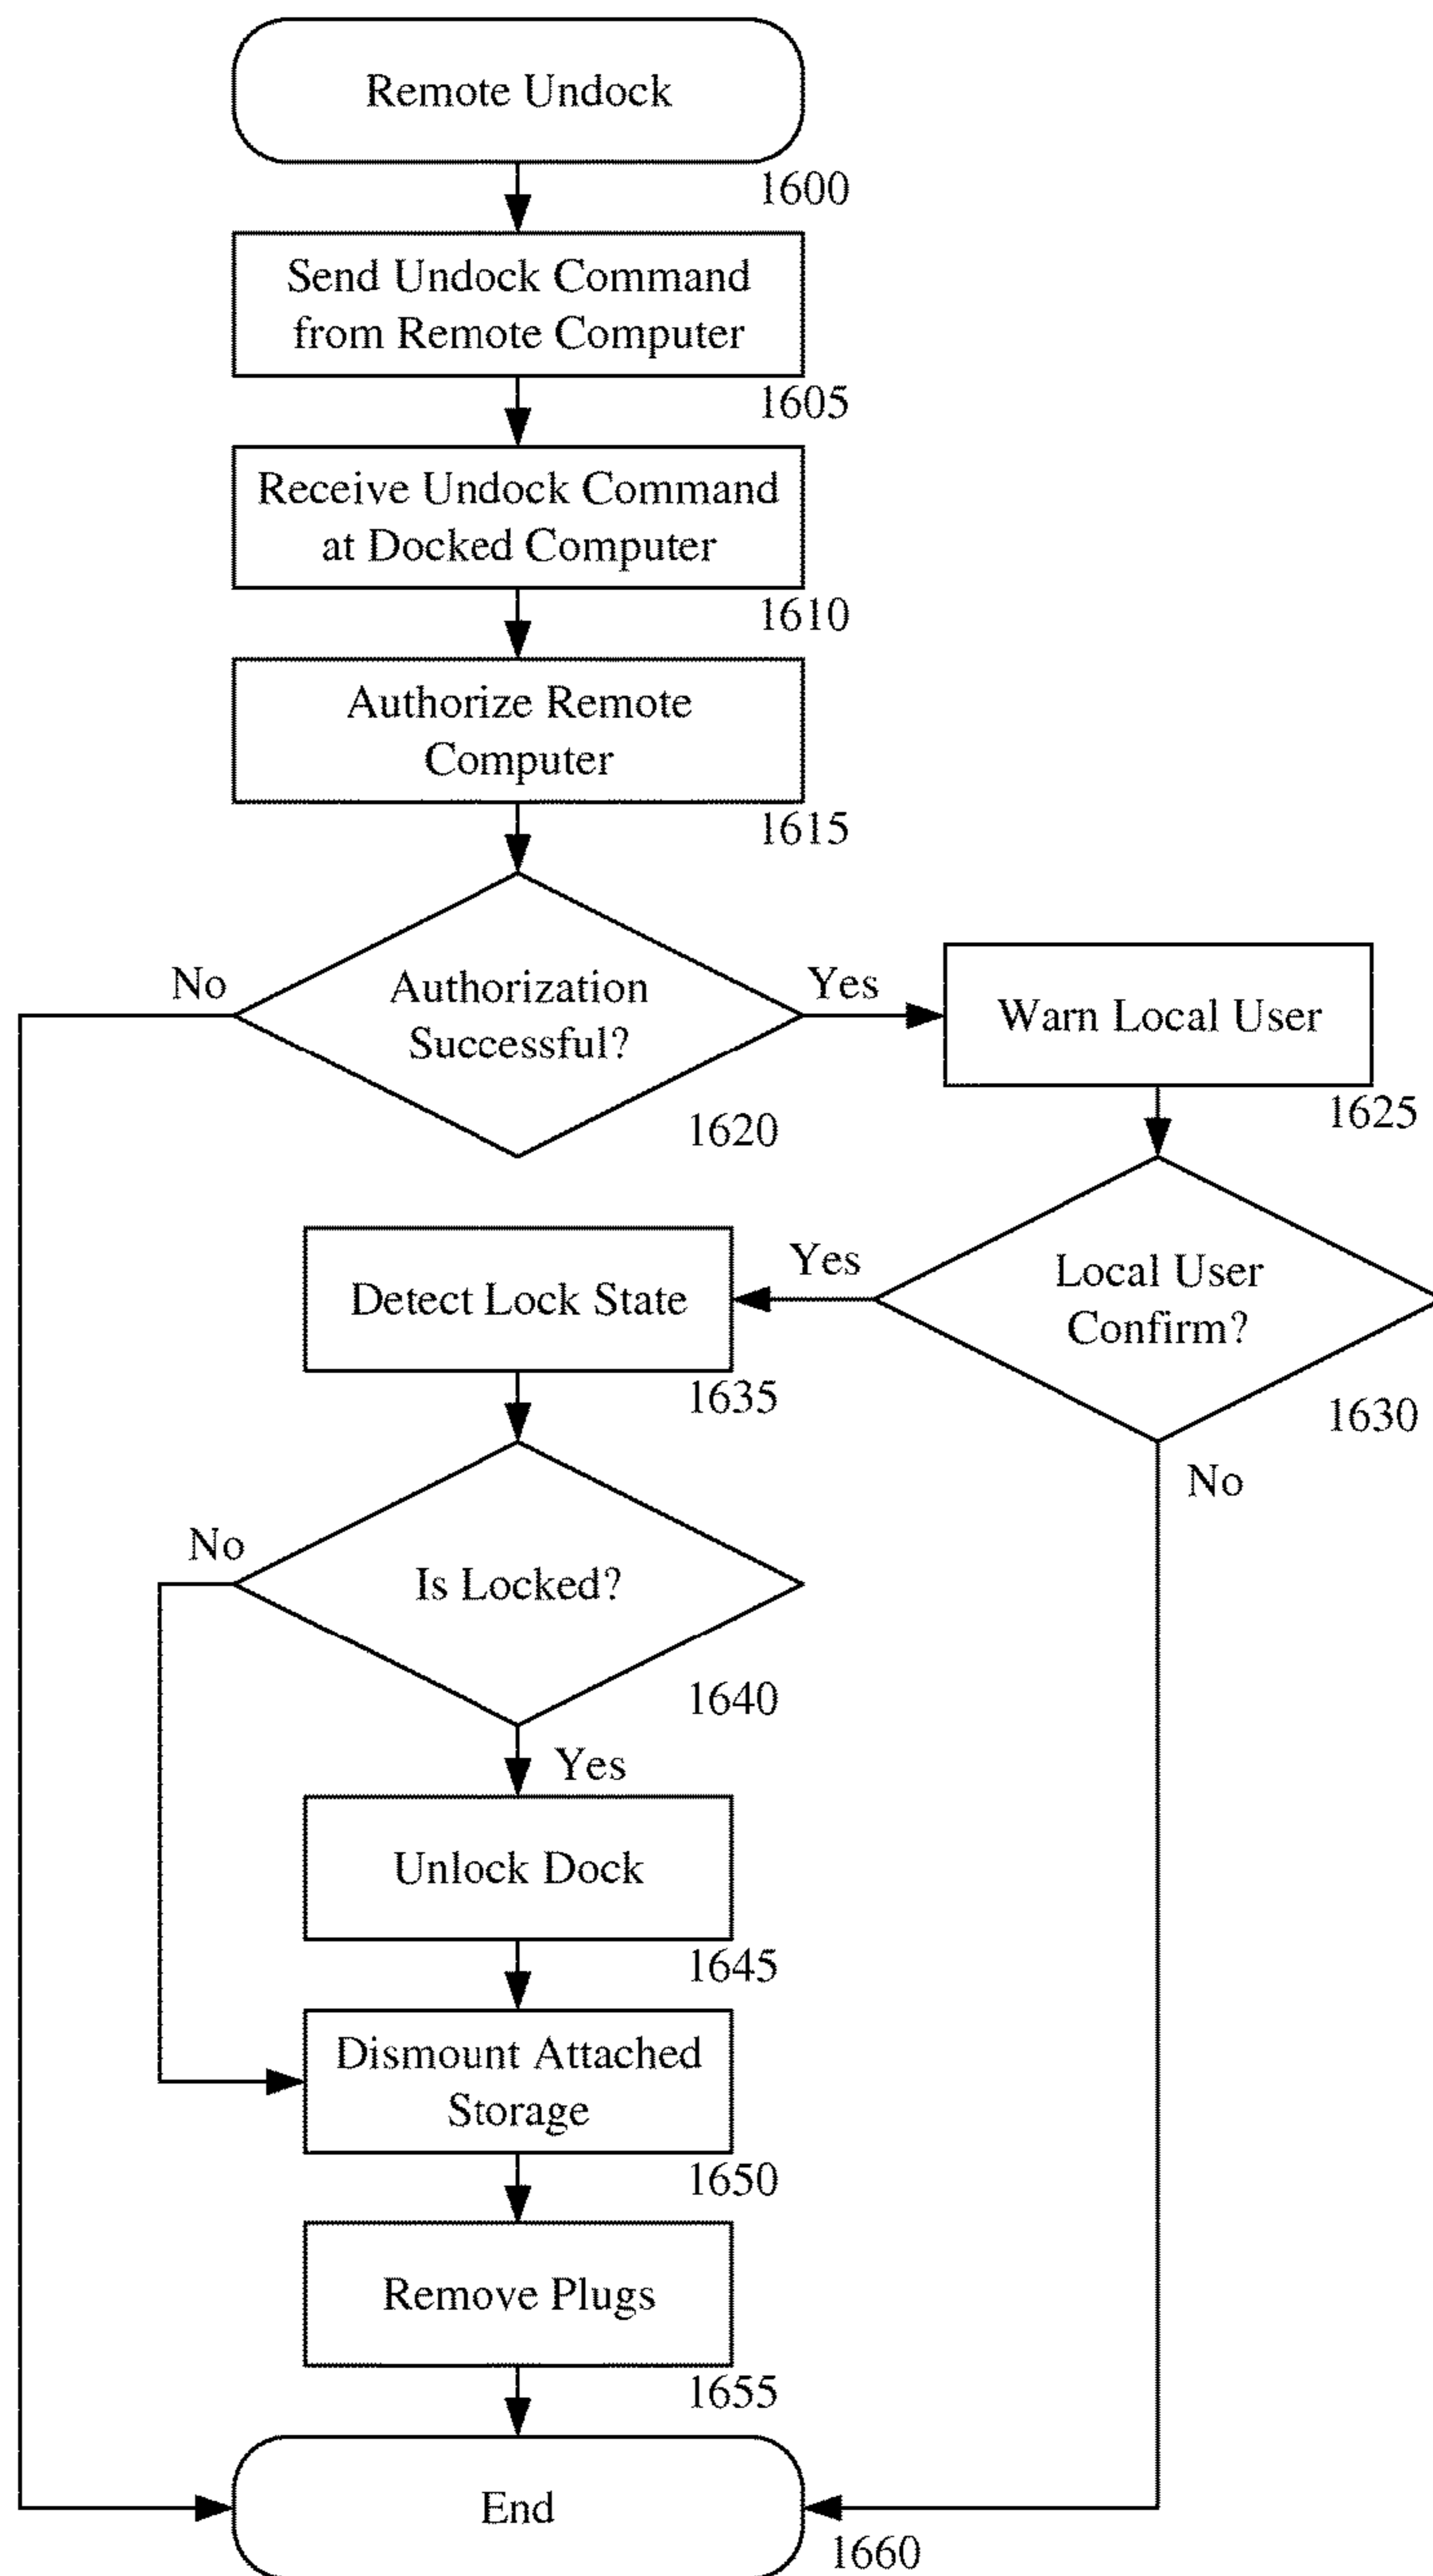 Remote Undock
1600
Send Undock Command
from Remote Computer
1605
Receive Undock Command
at Docked Computer
1610
Authorize Remote
Computer
1615
No
Authorization
Successful?
Yes
1620
Warn Local User
1625
Local User
Confirm?
Yes
1630
No
Detect Lock State
1635
Is Locked?
No
1640
Yes
Unlock Dock
1645
Dismount Attached
Storage
1650
Remove Plugs
1655
End
1660